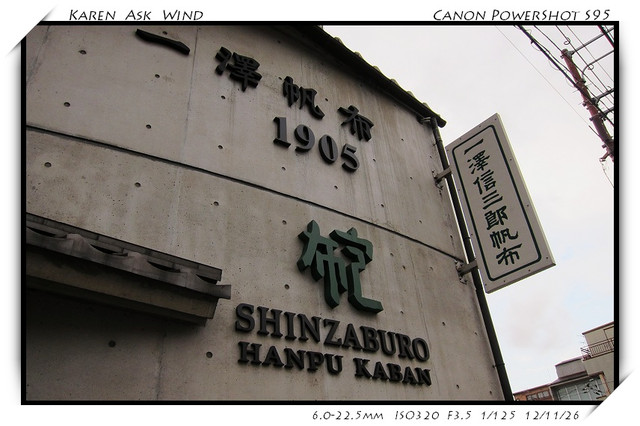 Karen Ask Wind
Canon PowerShot S95
一澤帆布
1905
一澤信三郎帆布
SHINZABURO
HANPU KABAN
6.0-22.5mm ISO320 F3.5 1/125 12/11/26